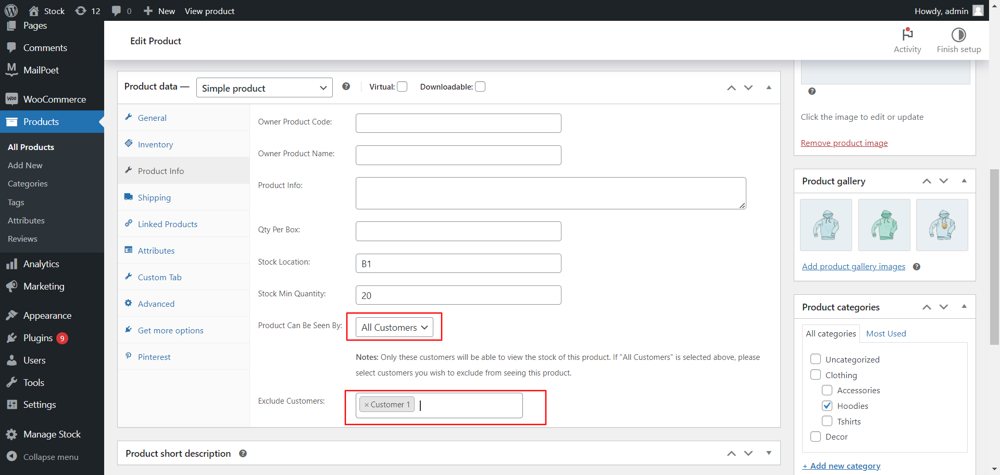 Stock 12 0 New View product Howdy, admin
Pages
Comments
M MailPoet
Woo WooCommerce
Products
All Products
Add New
Categories
Tags
Attributes
Reviews
Analytics
Marketing
Appearance
Plugins 9
Users
Tools
Settings
Manage Stock
Collapse menu
Edit Product
Activity
Finish setup
Product data — Simple product ? Virtual: Downloadable:
General
Inventory
Product Info
Shipping
Linked Products
Attributes
Custom Tab
Advanced
Get more options
Pinterest
Owner Product Code:
Owner Product Name:
Product Info:
Qty Per Box:
Stock Location: B1
Stock Min Quantity: 20
Product Can Be Seen By: All Customers
Notes: Only these customers will be able to view the stock of this product. If "All Customers" is selected above, please
select customers you wish to exclude from seeing this product.
Exclude Customers: × Customer 1
Product short description ?
?
Click the image to edit or update
Remove product image
Product gallery
Add product gallery images ?
Product categories
All categories Most Used
Uncategorized
Clothing
Accessories
Hoodies
Tshirts
Decor
+ Add new category